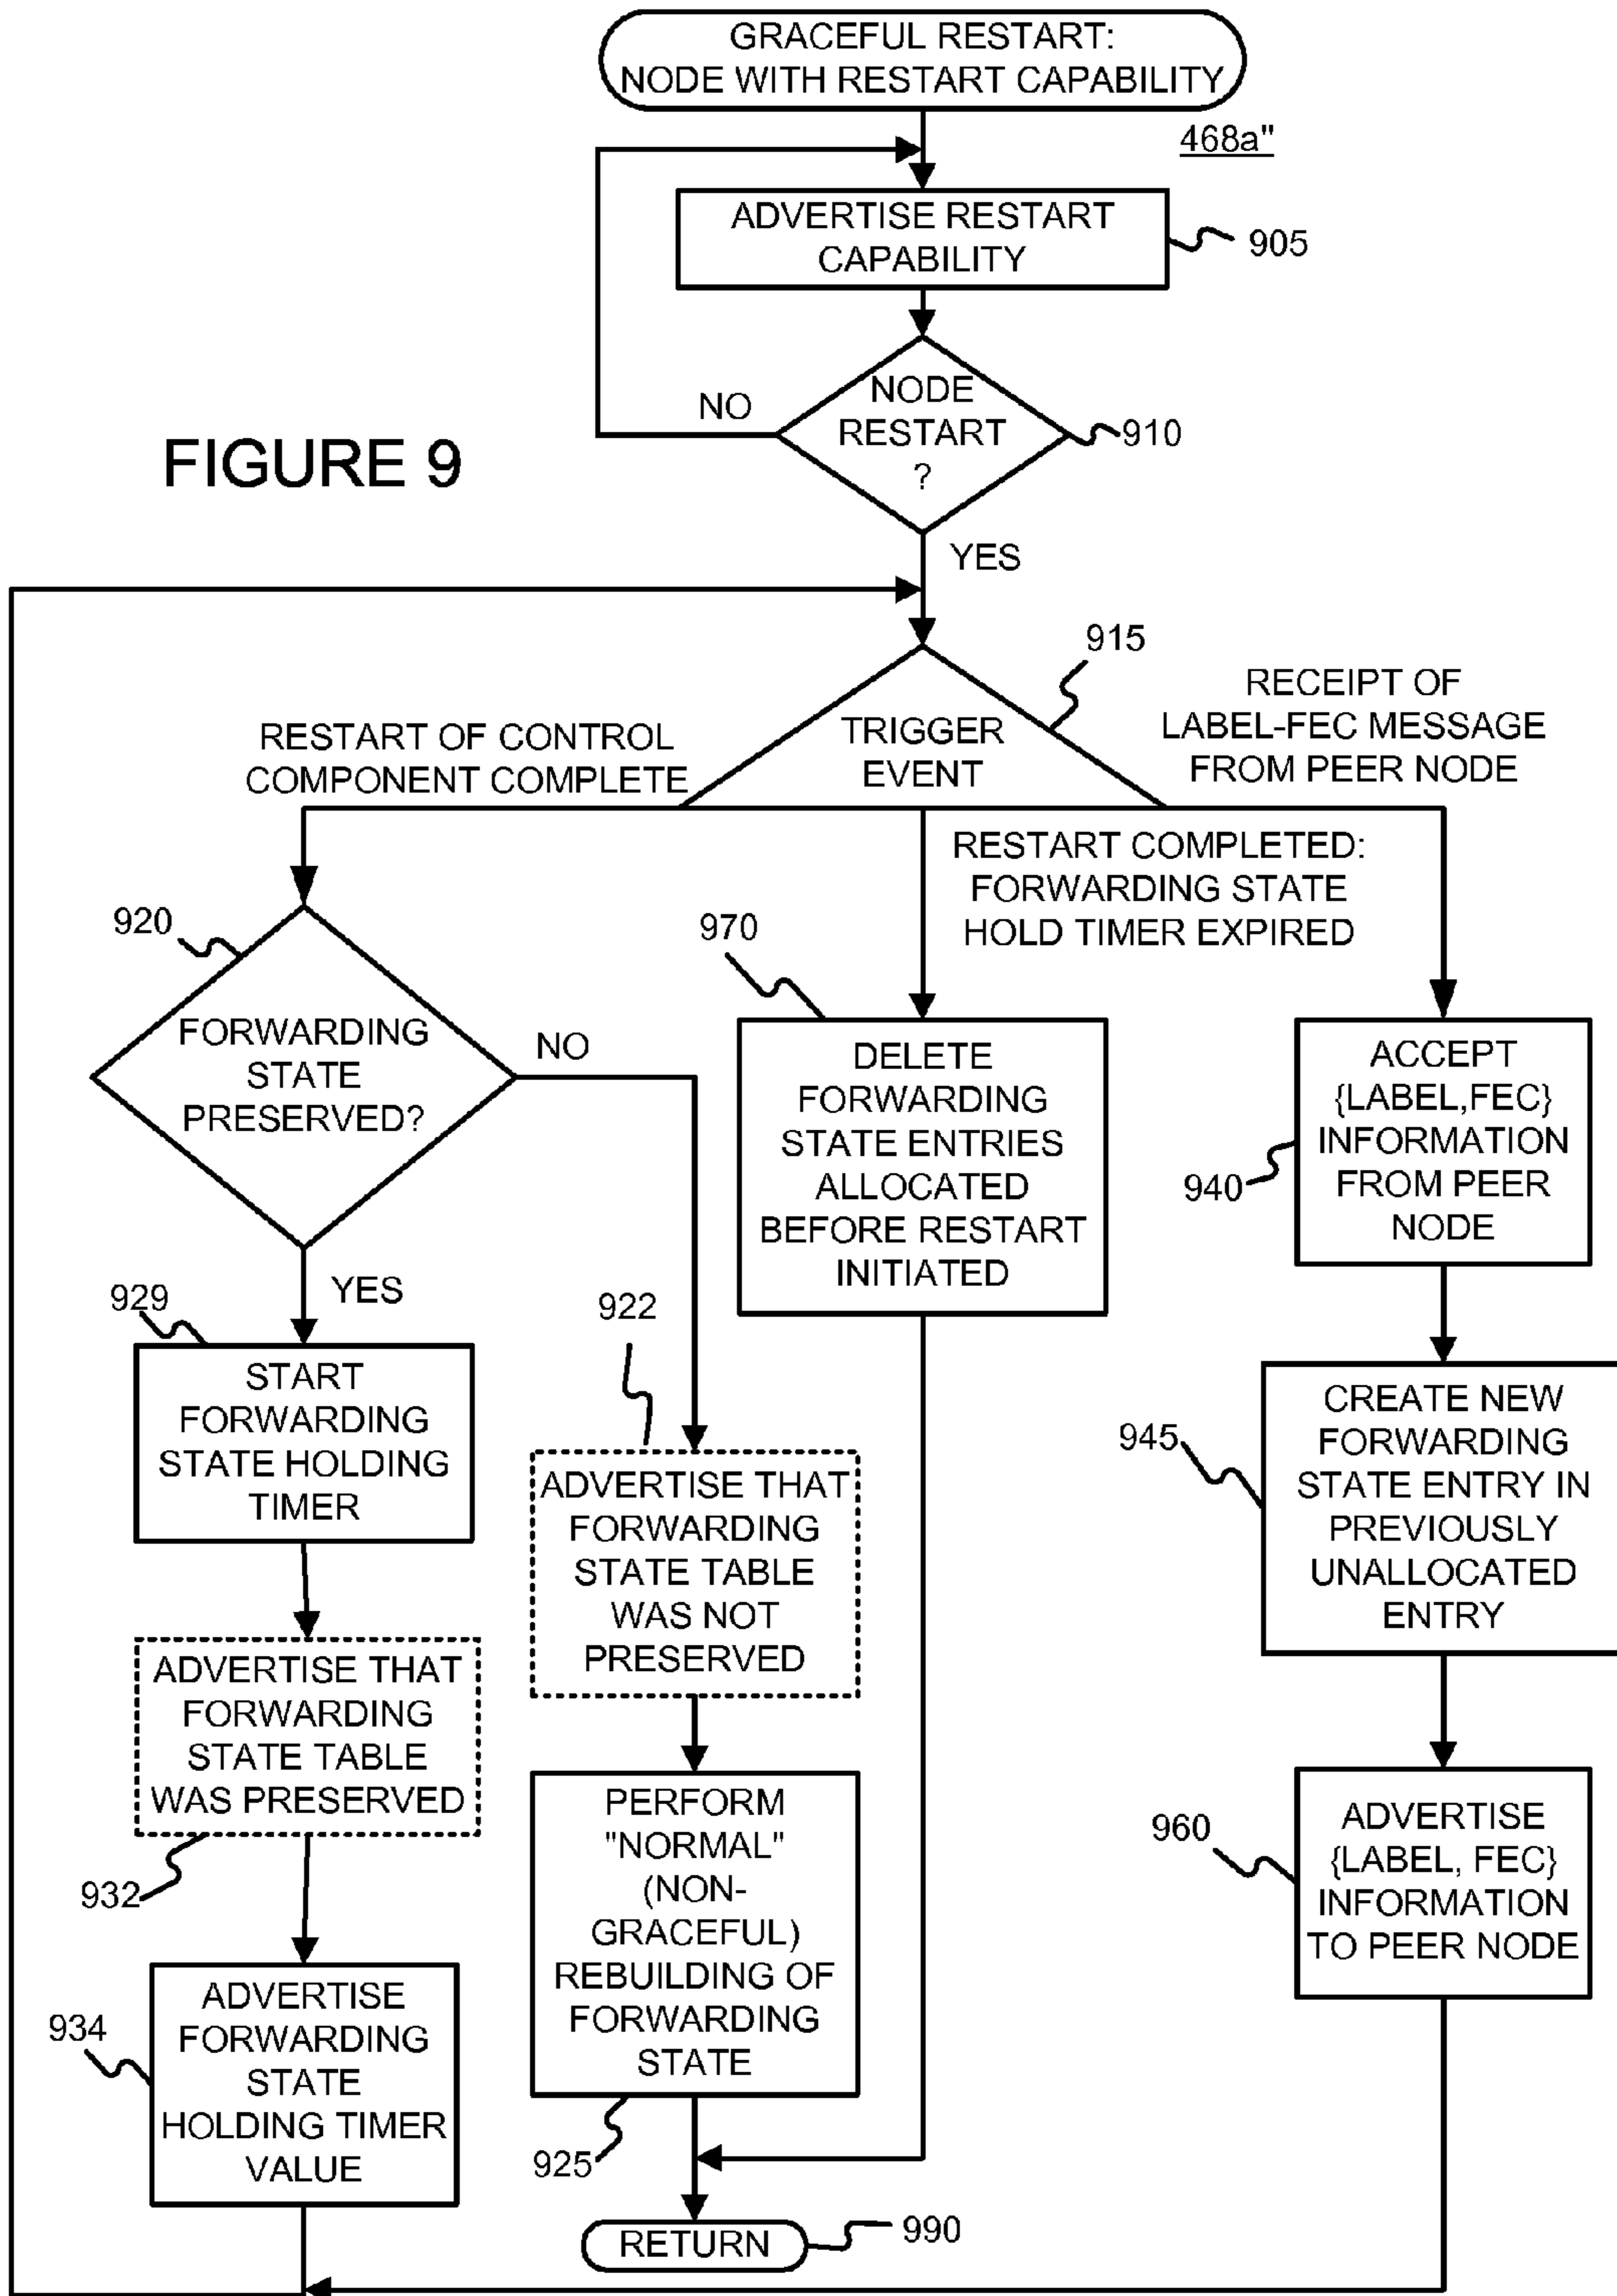 GRACEFUL RESTART:
NODE WITH RESTART CAPABILITY
468a"
ADVERTISE RESTART
CAPABILITY
905
NO
NODE
RESTART
?
910
FIGURE 9
YES
915
RESTART OF CONTROL
COMPONENT COMPLETE
TRIGGER
EVENT
RECEIPT OF
LABEL-FEC MESSAGE
FROM PEER NODE
RESTART COMPLETED:
FORWARDING STATE
HOLD TIMER EXPIRED
920
FORWARDING
STATE
PRESERVED?
NO
YES
970
DELETE
FORWARDING
STATE ENTRIES
ALLOCATED
BEFORE RESTART
INITIATED
940
ACCEPT
{LABEL,FEC}
INFORMATION
FROM PEER
NODE
929
START
FORWARDING
STATE HOLDING
TIMER
922
ADVERTISE THAT
FORWARDING
STATE TABLE
WAS NOT
PRESERVED
945
CREATE NEW
FORWARDING
STATE ENTRY IN
PREVIOUSLY
UNALLOCATED
ENTRY
ADVERTISE THAT
FORWARDING
STATE TABLE
WAS PRESERVED
932
PERFORM
"NORMAL"
(NON-
GRACEFUL)
REBUILDING OF
FORWARDING
STATE
925
960
ADVERTISE
{LABEL, FEC}
INFORMATION
TO PEER NODE
934
ADVERTISE
FORWARDING
STATE
HOLDING TIMER
VALUE
RETURN
990